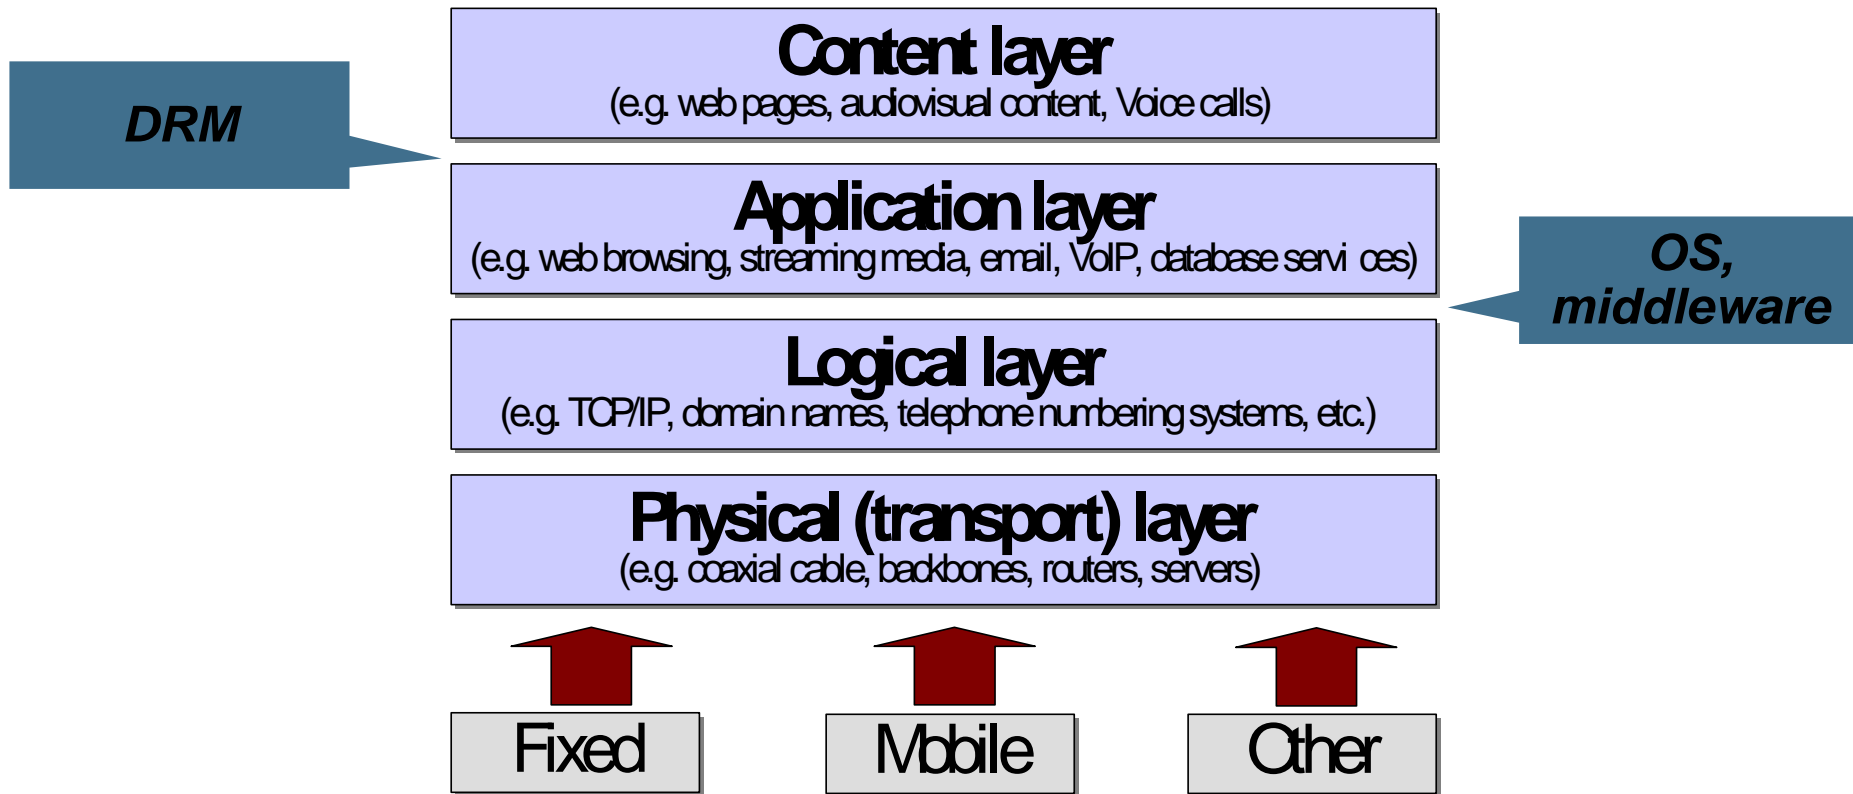 Content layer
(e.g. web pages, audiovisual content, Voice calls)
DRM
Application layer
(e.g. web browsing, streaming media, email, VoIP, database servi ces)
OS,
middleware
Logical layer
(e.g. TCP/IP, domain names, telephone numbering systems, etc.)
Physical (transport) layer
(e.g. coaxial cable, backbones, routers, servers)
Fixed
Mobile
Other